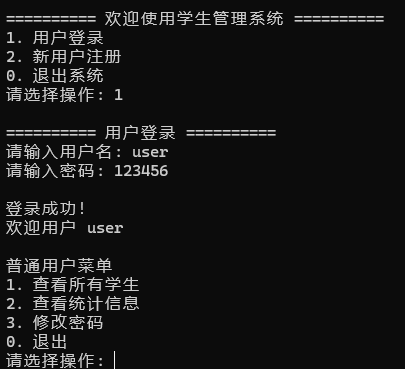 ========== 欢迎使用学生管理系统 ==========
1. 用户登录
2. 新用户注册
0. 退出系统
请选择操作: 1
========== 用户登录 ==========
请输入用户名: user
请输入密码: 123456
登录成功!
欢迎用户 user
普通用户菜单
1. 查看所有学生
2. 查看统计信息
3. 修改密码
0. 退出
请选择操作: